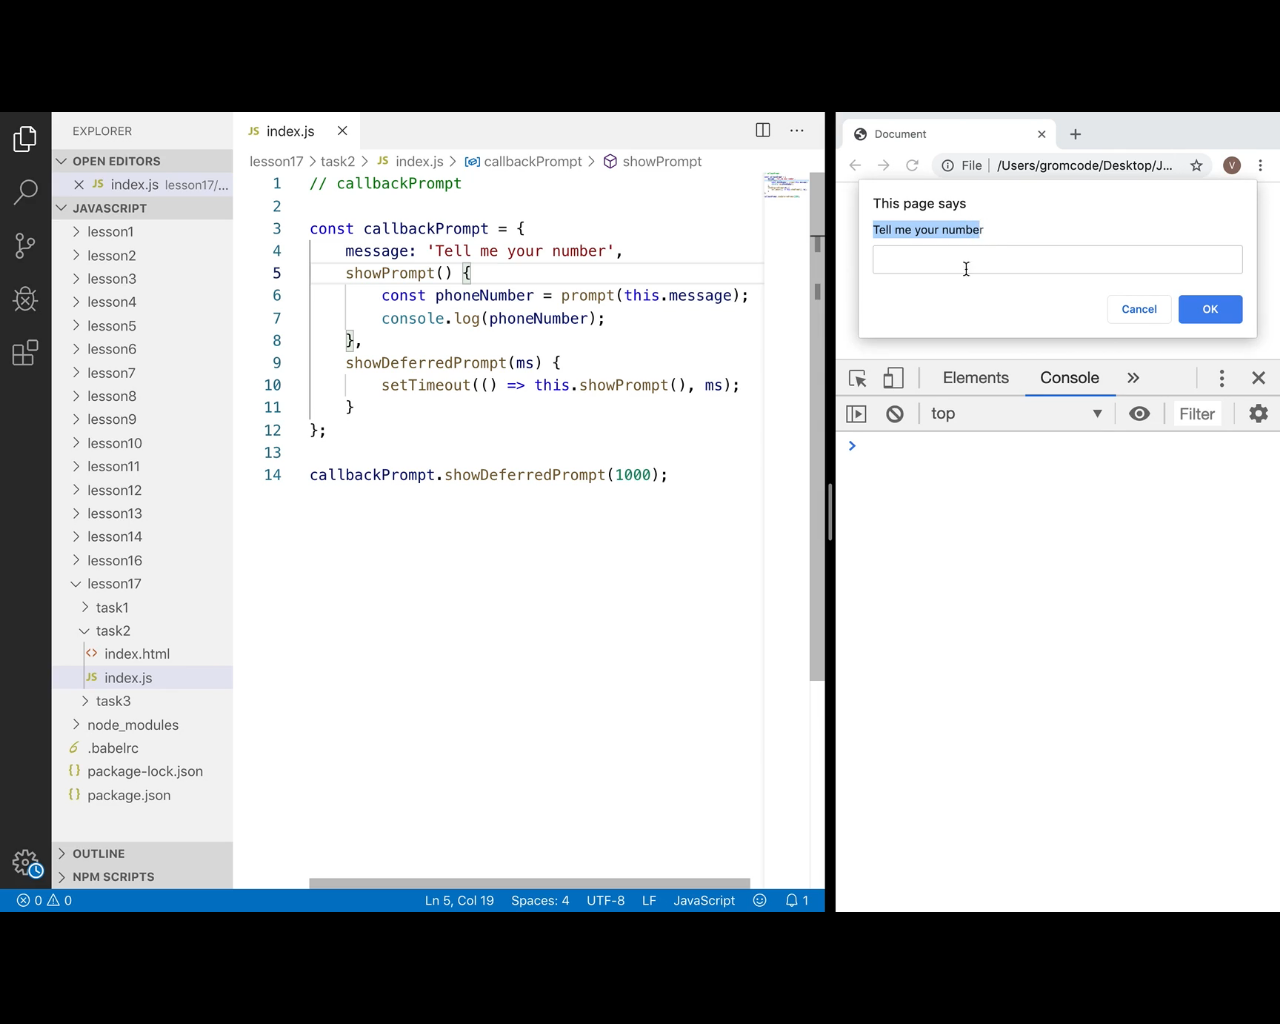 EXPLORER
OPEN EDITORS
JS index.js lesson17/...
JAVASCRIPT
lesson1
lesson2
lesson3
lesson4
lesson5
lesson6
lesson7
lesson8
lesson9
lesson10
lesson11
lesson12
lesson13
lesson14
lesson16
lesson17
task1
task2
<> index.html
JS index.js
task3
node_modules
.babelrc
{} package-lock.json
{} package.json
OUTLINE
NPM SCRIPTS
JS index.js
lesson17 > task2 > JS index.js > callbackPrompt > showPrompt
1 // callbackPrompt
2
3 const callbackPrompt = {
4 message: 'Tell me your number',
5 showPrompt() {
6 const phoneNumber = prompt(this.message);
7 console.log(phoneNumber);
8 },
9 showDeferredPrompt(ms) {
10 setTimeout(() => this.showPrompt(), ms);
11 }
12 };
13
14 callbackPrompt.showDeferredPrompt(1000);
0 0 Ln 5, Col 19 Spaces: 4 UTF-8 LF JavaScript 1
Document
File | /Users/gromcode/Desktop/J... V
This page says
Tell me your number
Cancel OK
Elements Console
top Filter